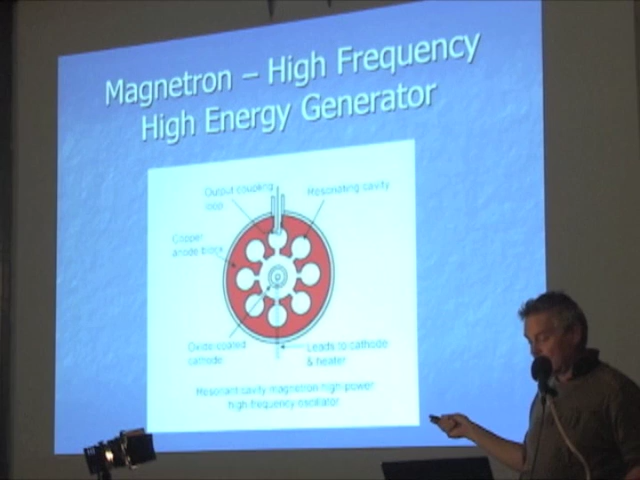 Magnetron – High Frequency
High Energy Generator
Output coupling
loop
Resonating cavity
Copper
anode block
Oxide-coated
cathode
Leads to cathode
& heater
Resonant cavity magnetron high power
high frequency oscillator